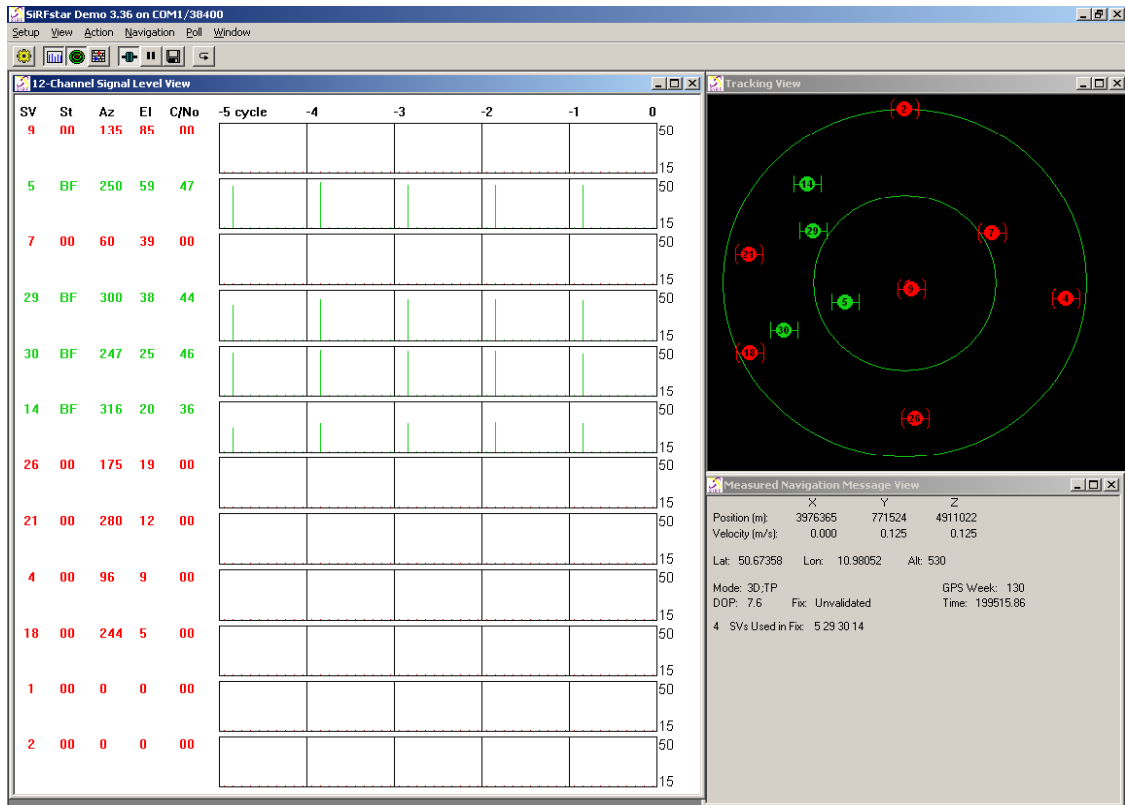 SiRFstar Demo 3.36 on COM1/38400
Setup View Action Navigation Poll Window
12-Channel Signal Level View
SV St Az El C/No -5 cycle -4 -3 -2 -1 0
9 00 135 85 00 50
15
5 BF 250 59 47 50
15
7 00 60 39 00 50
15
29 BF 300 38 44 50
15
30 BF 247 25 46 50
15
14 BF 316 20 36 50
15
26 00 175 19 00 50
15
21 00 280 12 00 50
15
4 00 96 9 00 50
15
18 00 244 5 00 50
15
1 00 0 0 00 50
15
2 00 0 0 00 50
15
Tracking View
2
14
29
7
21
9
4
5
30
18
26
Measured Navigation Message View
X Y Z
Position (m): 3976365 771524 4911022
Velocity (m/s): 0.000 0.125 0.125
Lat: 50.67358 Lon: 10.98052 Alt: 530
Mode: 3D;TP GPS Week: 130
DOP: 7.6 Fix: Unvalidated Time: 199515.86
4 SVs Used in Fix: 5 29 30 14